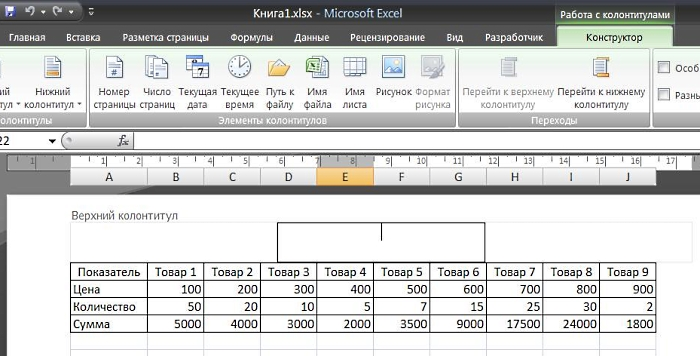 Книга1.xlsx - Microsoft Excel
Работа с колонтитулами
Главная Вставка Разметка страницы Формулы Данные Рецензирование Вид Разработчик Конструктор
Нижний колонтитул
Номер страницы
Число страниц
Текущая дата
Текущее время
Путь к файлу
Имя файла
Имя листа
Рисунок
Формат рисунка
Перейти к верхнему колонтитулу
Перейти к нижнему колонтитулу
Особ
Разны
Элементы колонтитулов
Переходы
22 fx
1 1 2 3 4 5 6 7 8 9 10 11 12 13 14 15 16 17
A B C D E F G H I J
Верхний колонтитул
Показатель Товар 1 Товар 2 Товар 3 Товар 4 Товар 5 Товар 6 Товар 7 Товар 8 Товар 9
Цена 100 200 300 400 500 600 700 800 900
Количество 50 20 10 5 7 15 25 30 2
Сумма 5000 4000 3000 2000 3500 9000 17500 24000 1800